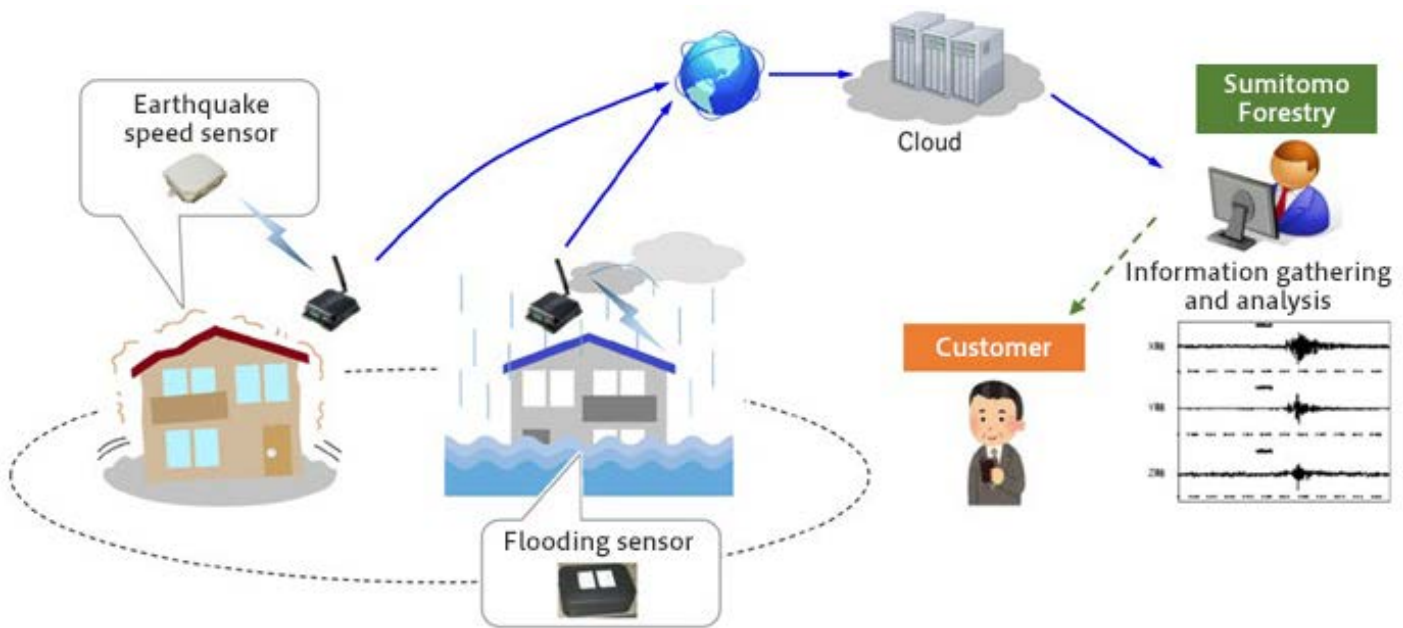 Earthquake
speed sensor
Cloud
Sumitomo
Forestry
Information gathering
and analysis
Customer
Flooding sensor